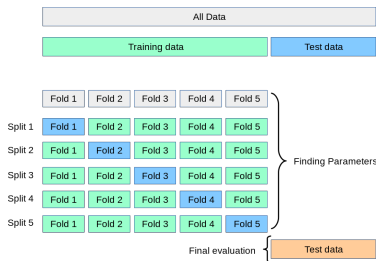 All Data
Training data Test data
Fold 1 Fold 2 Fold 3 Fold 4 Fold 5
Split 1 Fold 1 Fold 2 Fold 3 Fold 4 Fold 5
Split 2 Fold 1 Fold 2 Fold 3 Fold 4 Fold 5
Finding Parameters
Split 3 Fold 1 Fold 2 Fold 3 Fold 4 Fold 5
Split 4 Fold 1 Fold 2 Fold 3 Fold 4 Fold 5
Split 5 Fold 1 Fold 2 Fold 3 Fold 4 Fold 5
Final evaluation Test data